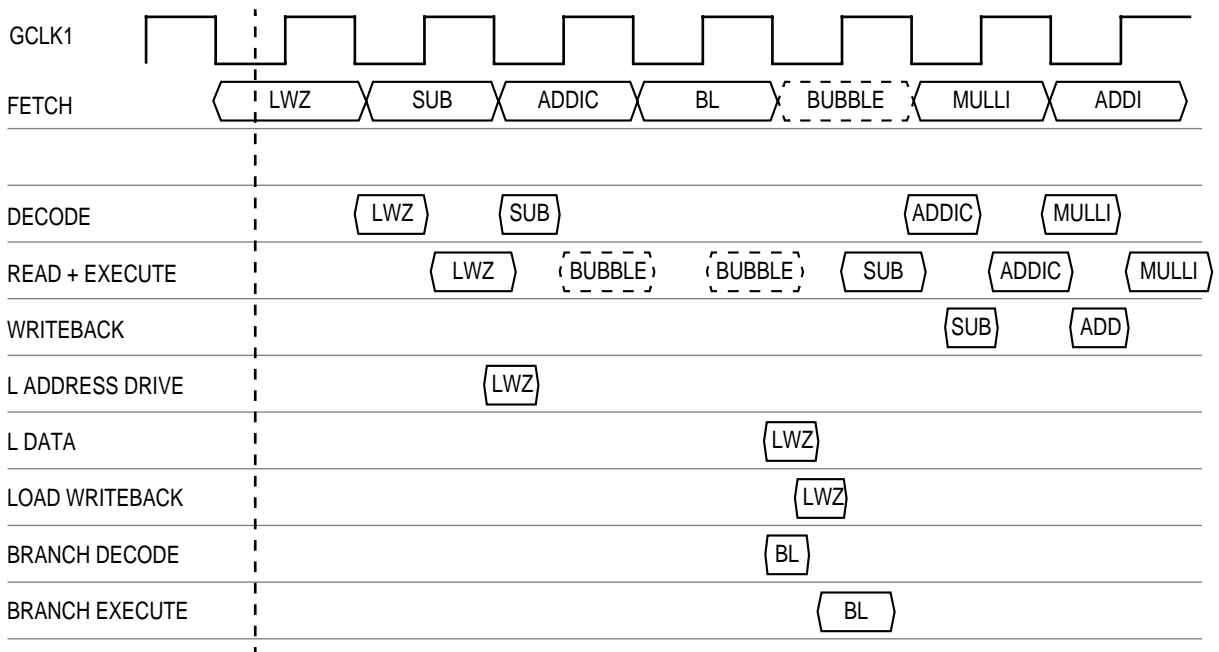 GCLK1
FETCH LWZ SUB ADDIC BL BUBBLE MULLI ADDI
DECODE LWZ SUB ADDIC MULLI
READ + EXECUTE LWZ BUBBLE BUBBLE SUB ADDIC MULLI
WRITEBACK SUB ADD
L ADDRESS DRIVE LWZ
L DATA LWZ
LOAD WRITEBACK LWZ
BRANCH DECODE BL
BRANCH EXECUTE BL